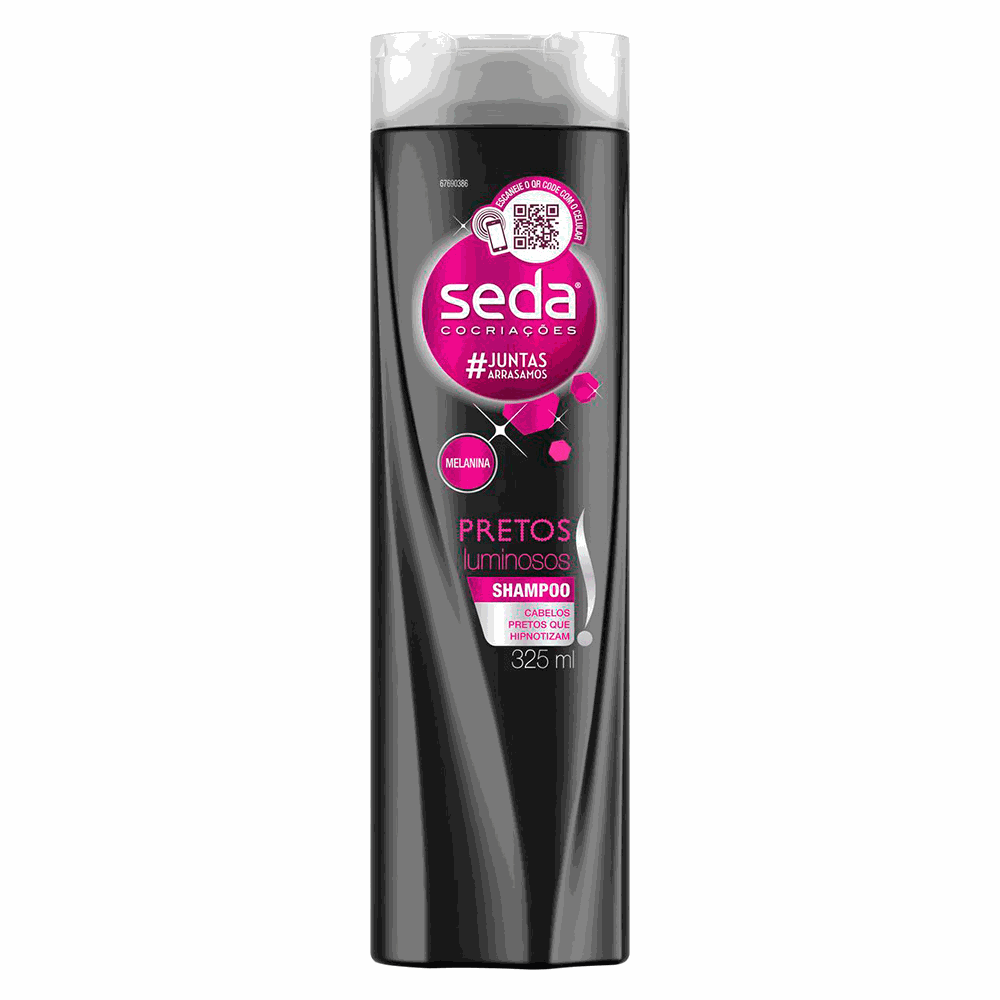 67690386
ESCANEIE O QR CODE COM O CELULAR
seda®
COCRIAÇÕES
#JUNTAS
ARRASAMOS
MELANINA
PRETOS
luminosos
SHAMPOO
CABELOS
PRETOS QUE
HIPNOTIZAM
325 ml